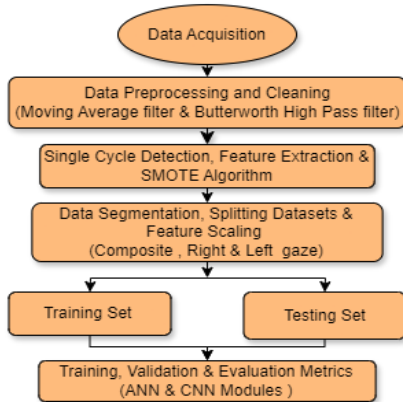 Data Acquisition
Data Preprocessing and Cleaning
(Moving Average filter & Butterworth High Pass filter)
Single Cycle Detection, Feature Extraction &
SMOTE Algorithm
Data Segmentation, Splitting Datasets &
Feature Scaling
(Composite , Right & Left gaze)
Training Set
Testing Set
Training, Validation & Evaluation Metrics
(ANN & CNN Modules )